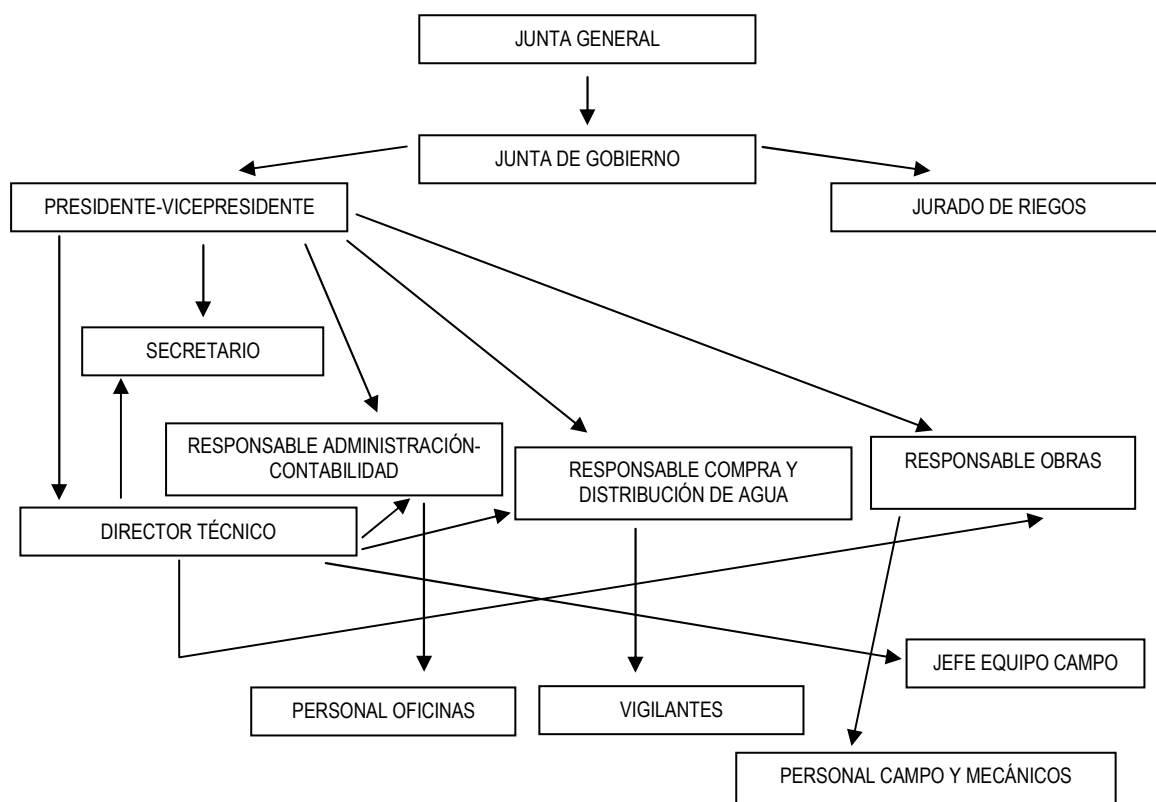 JUNTA GENERAL
JUNTA DE GOBIERNO
PRESIDENTE-VICEPRESIDENTE
JURADO DE RIEGOS
SECRETARIO
RESPONSABLE ADMINISTRACIÓN-
CONTABILIDAD
RESPONSABLE COMPRA Y
DISTRIBUCIÓN DE AGUA
RESPONSABLE OBRAS
DIRECTOR TÉCNICO
JEFE EQUIPO CAMPO
PERSONAL OFICINAS
VIGILANTES
PERSONAL CAMPO Y MECÁNICOS